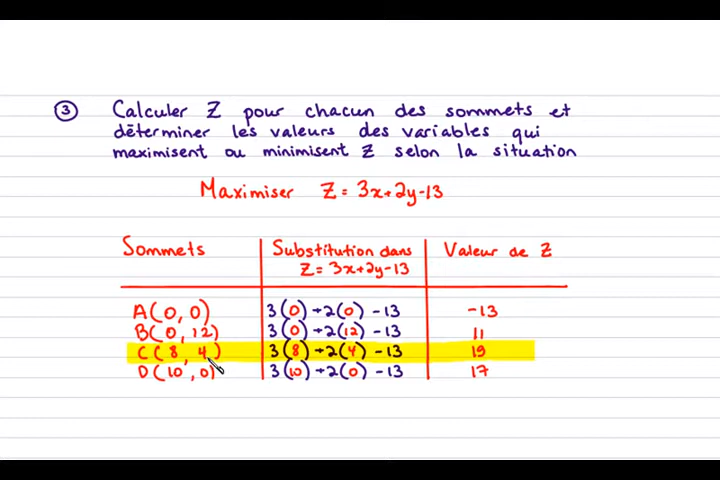 ③ Calculer Z pour chacun des sommets et
déterminer les valeurs des variables qui
maximisent ou minimisent Z selon la situation
Maximiser Z = 3x+2y-13
Sommets Substitution dans Z = 3x+2y-13 Valeur de Z
A(0,0) 3(0)+2(0)-13 -13
B(0,12) 3(0)+2(12)-13 11
C(8,4) 3(8)+2(4)-13 19
D(10,0) 3(10)+2(0)-13 17